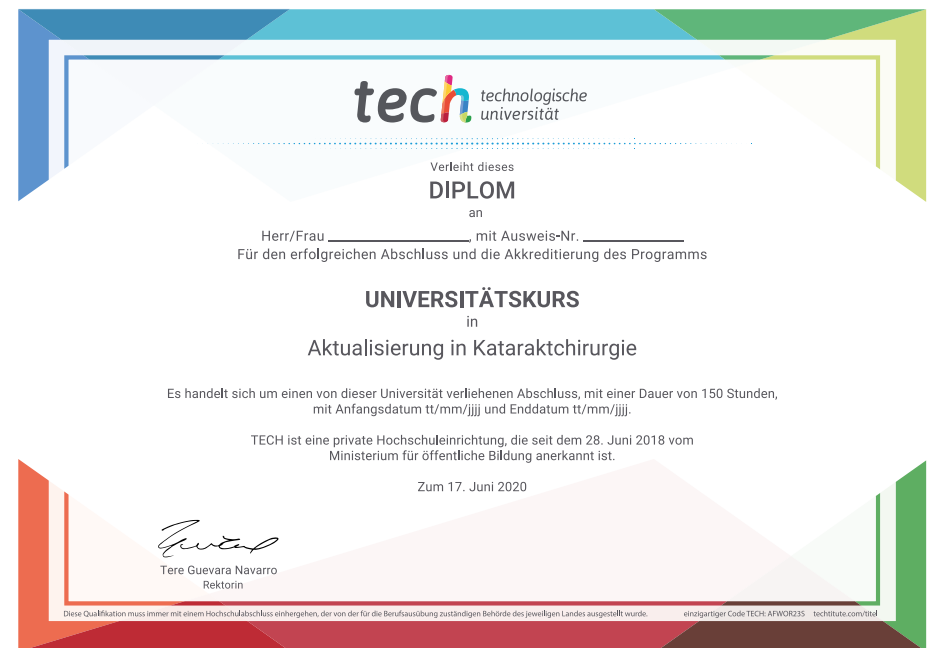 tech technologische
universität
Verleiht dieses
DIPLOM
an
Herr/Frau ____________________, mit Ausweis-Nr. ______________
Für den erfolgreichen Abschluss und die Akkreditierung des Programms
UNIVERSITÄTSKURS
in
Aktualisierung in Kataraktchirurgie
Es handelt sich um einen von dieser Universität verliehenen Abschluss, mit einer Dauer von 150 Stunden,
mit Anfangsdatum tt/mm/jjjj und Enddatum tt/mm/jjjj.
TECH ist eine private Hochschuleinrichtung, die seit dem 28. Juni 2018 vom
Ministerium für öffentliche Bildung anerkannt ist.
Zum 17. Juni 2020
Tere Guevara Navarro
Rektorin
Diese Qualifikation muss immer mit einem Hochschulabschluss einhergehen, der von der für die Berufsausübung zuständigen Behörde des jeweiligen Landes ausgestellt wurde. einzigartiger Code TECH: AFWOR23S techtitute.com/titel